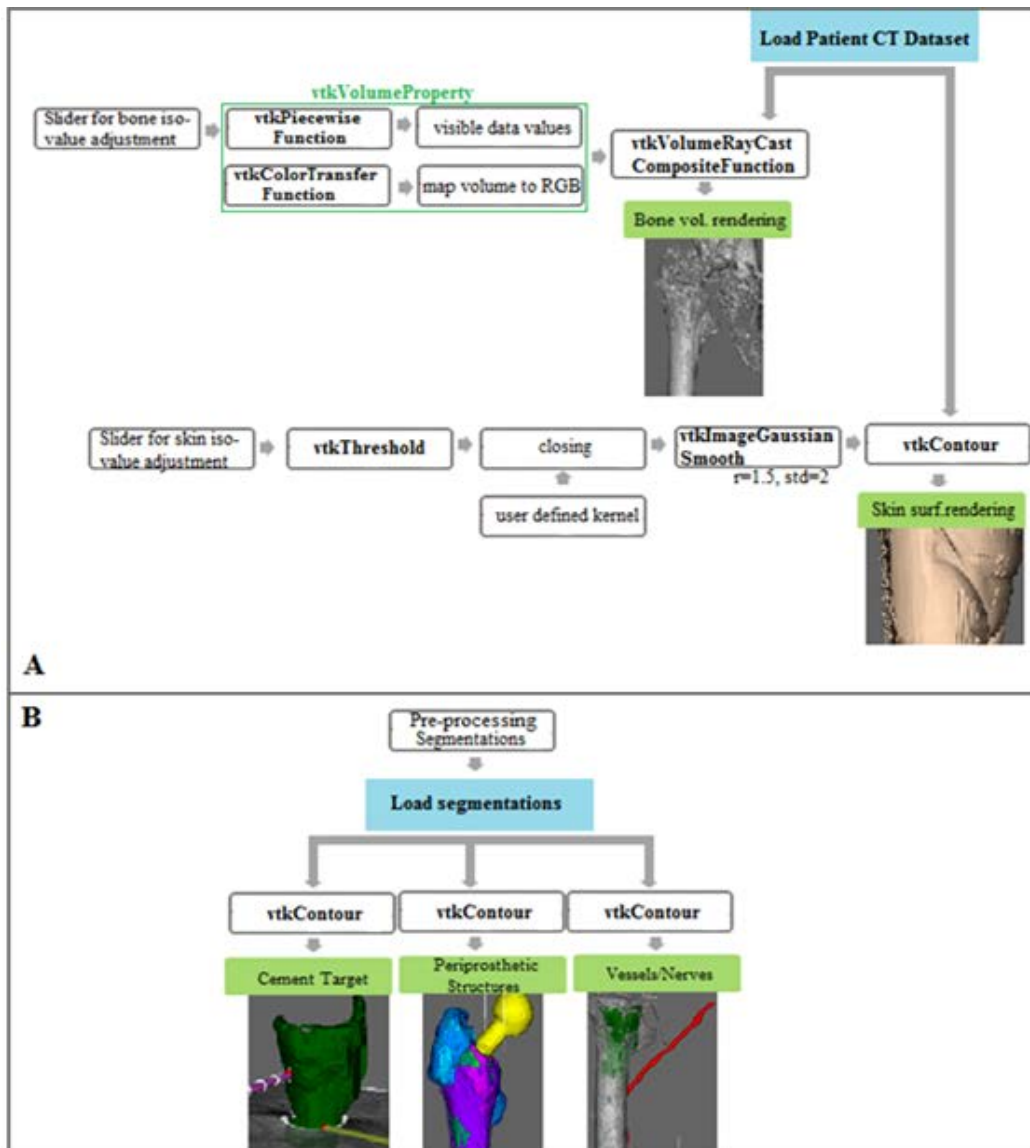 Load Patient CT Dataset
vtkVolumeProperty
Slider for bone iso-
value adjustment
vtkPiecewise
Function
visible data values
vtkColorTransfer
Function
map volume to RGB
vtkVolumeRayCast
CompositeFunction
Bone vol. rendering
Slider for skin iso-
value adjustment
vtkThreshold
closing
user defined kernel
vtkImageGaussian
Smooth
r=1.5, std=2
vtkContour
Skin surf.rendering
A
B
Pre-processing
Segmentations
Load segmentations
vtkContour
vtkContour
vtkContour
Cement Target
Periprosthetic
Structures
Vessels/Nerves